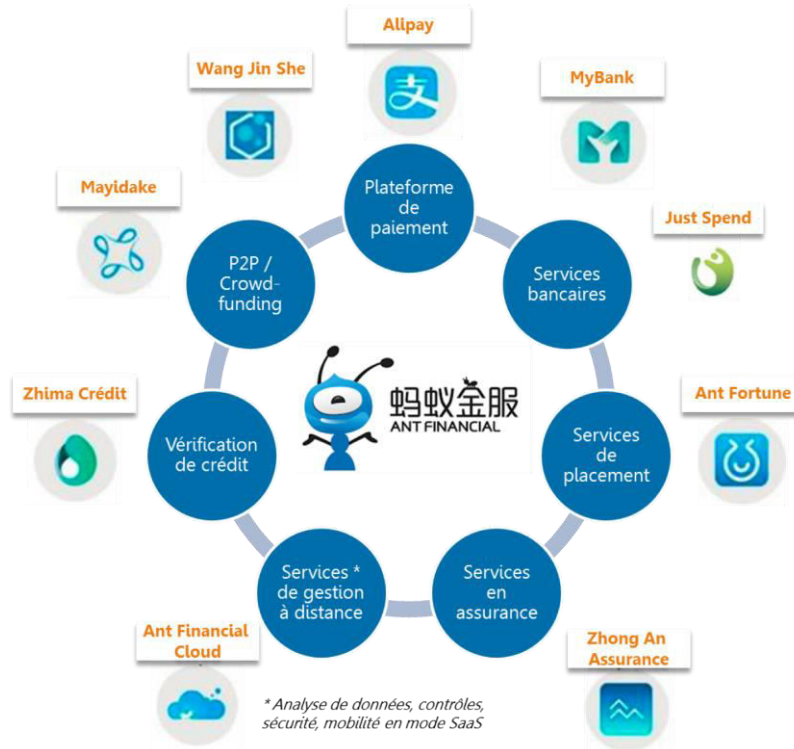 Alipay
Wang Jin She
MyBank
支
Mayidake
Plateforme
de
paiement
Just Spend
P2P /
Crowd-
funding
Services
bancaires
Zhima Crédit
蚂蚁金服
ANT FINANCIAL
Ant Fortune
Vérification
de crédit
Services
de
placement
Services *
de gestion
à distance
Services
en
assurance
Ant Financial
Cloud
Zhong An
Assurance
* Analyse de données, contrôles,
sécurité, mobilité en mode SaaS